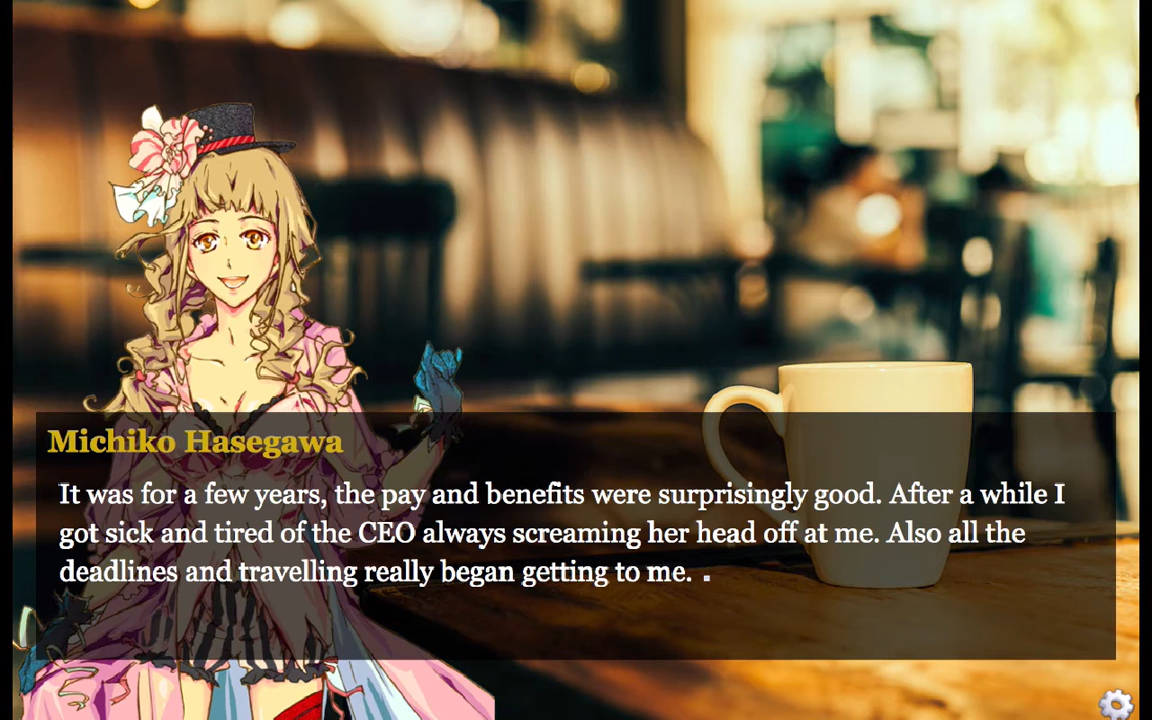 Michiko Hasegawa
It was for a few years, the pay and benefits were surprisingly good. After a while I
got sick and tired of the CEO always screaming her head off at me. Also all the
deadlines and travelling really began getting to me.